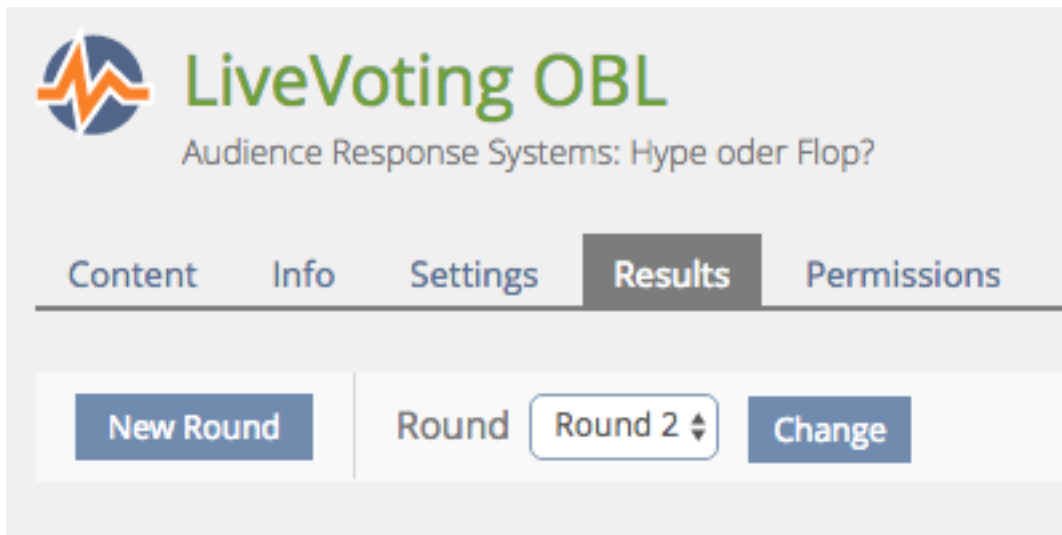 LiveVoting OBL
Audience Response Systems: Hype oder Flop?
Content Info Settings Results Permissions
New Round Round Round 2 Change